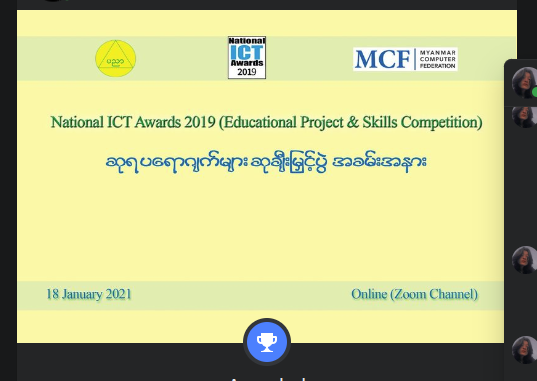 ပညာ
National
ICT
Awards
2019
MCF
MYANMAR
COMPUTER
FEDERATION
National ICT Awards 2019 (Educational Project & Skills Competition)
ဆုရပရောဂျက်များ ဆုချီးမြှင့်ပွဲ အခမ်းအနား
18 January 2021
Online (Zoom Channel)